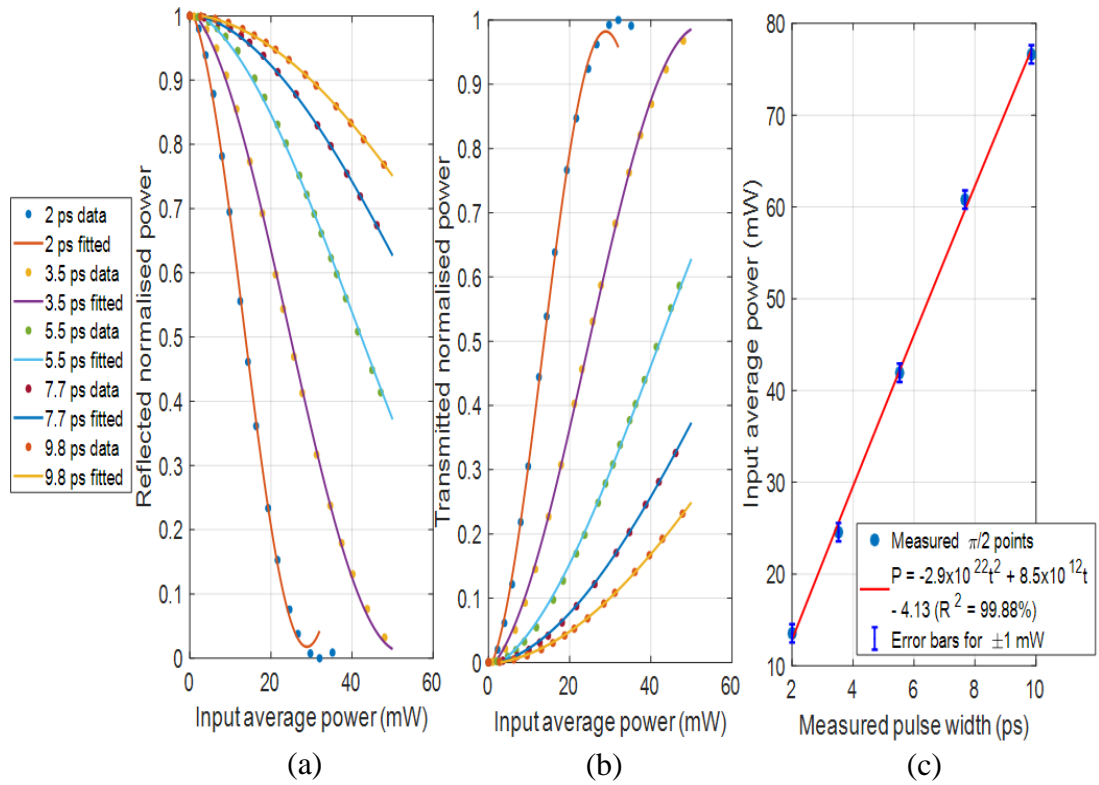 2 ps data
2 ps fitted
3.5 ps data
3.5 ps fitted
5.5 ps data
5.5 ps fitted
7.7 ps data
7.7 ps fitted
9.8 ps data
9.8 ps fitted
Reflected normalised power
1
0.9
0.8
0.7
0.6
0.5
0.4
0.3
0.2
0.1
0
0 20 40 60
Input average power (mW)
(a)
Transmitted normalised power
1
0.9
0.8
0.7
0.6
0.5
0.4
0.3
0.2
0.1
0
0 20 40 60
Input average power (mW)
(b)
Input average power (mW)
80
70
60
50
40
30
20
10
2 4 6 8 10
Measured pulse width (ps)
Measured π/2 points
P = -2.9x10 22t2 + 8.5x10 12t
- 4.13 (R 2 = 99.88%)
Error bars for ±1 mW
(c)